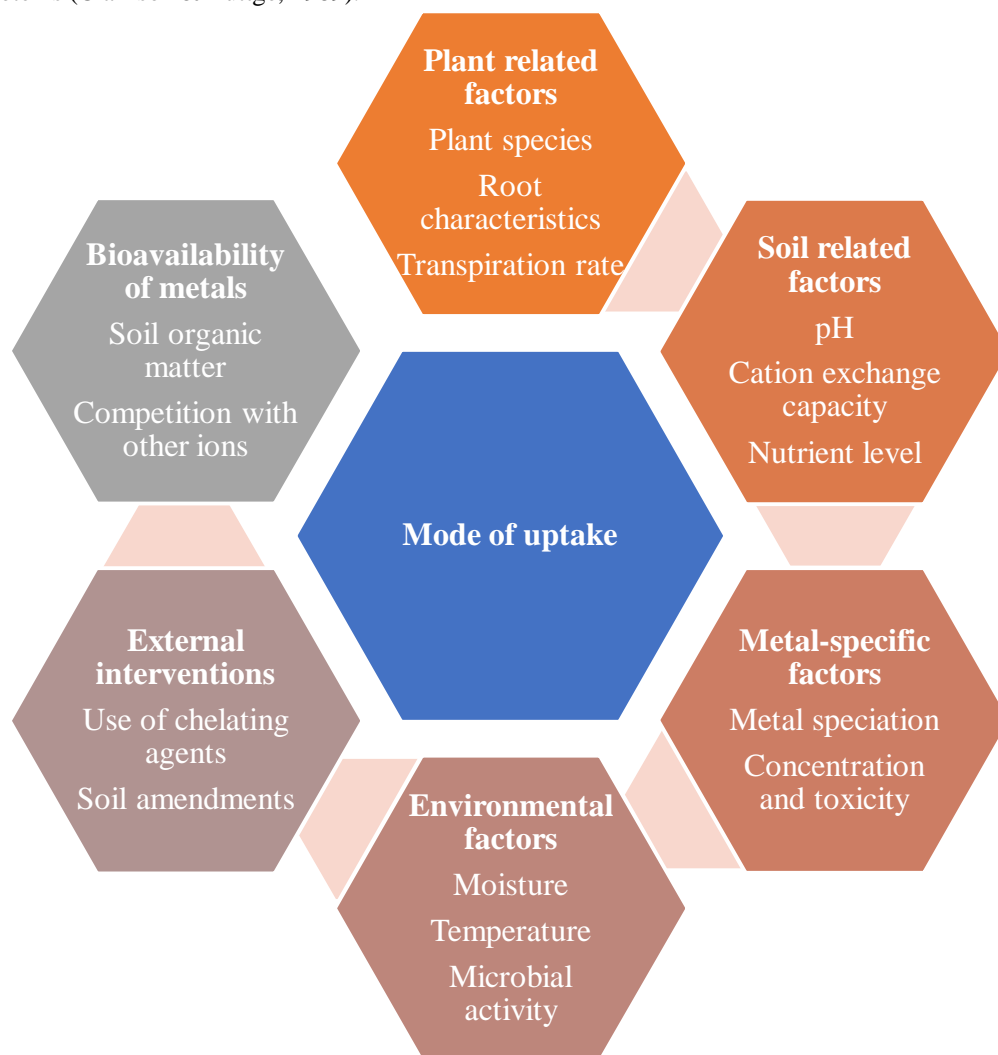 Plant related
factors
Plant species
Root
characteristics
Transpiration rate
Soil related
factors
pH
Cation exchange
capacity
Nutrient level
Metal-specific
factors
Metal speciation
Concentration
and toxicity
Environmental
factors
Moisture
Temperature
Microbial
activity
External
interventions
Use of chelating
agents
Soil amendments
Bioavailability
of metals
Soil organic
matter
Competition with
other ions
Mode of uptake